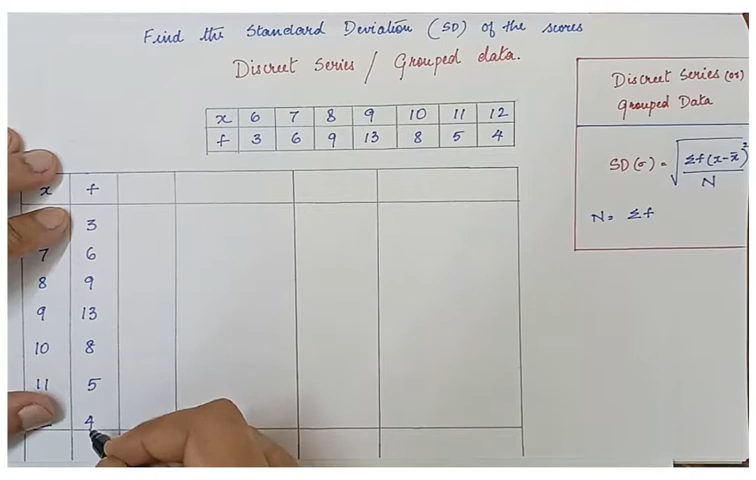 Find the Standard Deviation (SD) of the scores
Discreet Series / Grouped data.
x 6 7 8 9 10 11 12
f 3 6 9 13 8 5 4
Discreet Series (or)
Grouped Data
SD(σ) = √(Σf(x-x̄)²/N)
N = Σf
x f
3
7 6
8 9
9 13
10 8
11 5
4